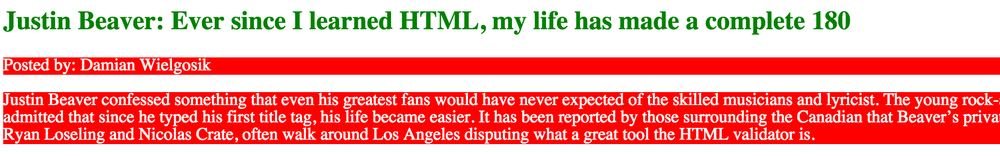 Justin Beaver: Ever since I learned HTML, my life has made a complete 180
Posted by: Damian Wielgosik
Justin Beaver confessed something that even his greatest fans would have never expected of the skilled musicians and lyricist. The young rock-
admitted that since he typed his first title tag, his life became easier. It has been reported by those surrounding the Canadian that Beaver’s
Ryan Loseling and Nicolas Crate, often walk around Los Angeles disputing what a great tool the HTML validator is.